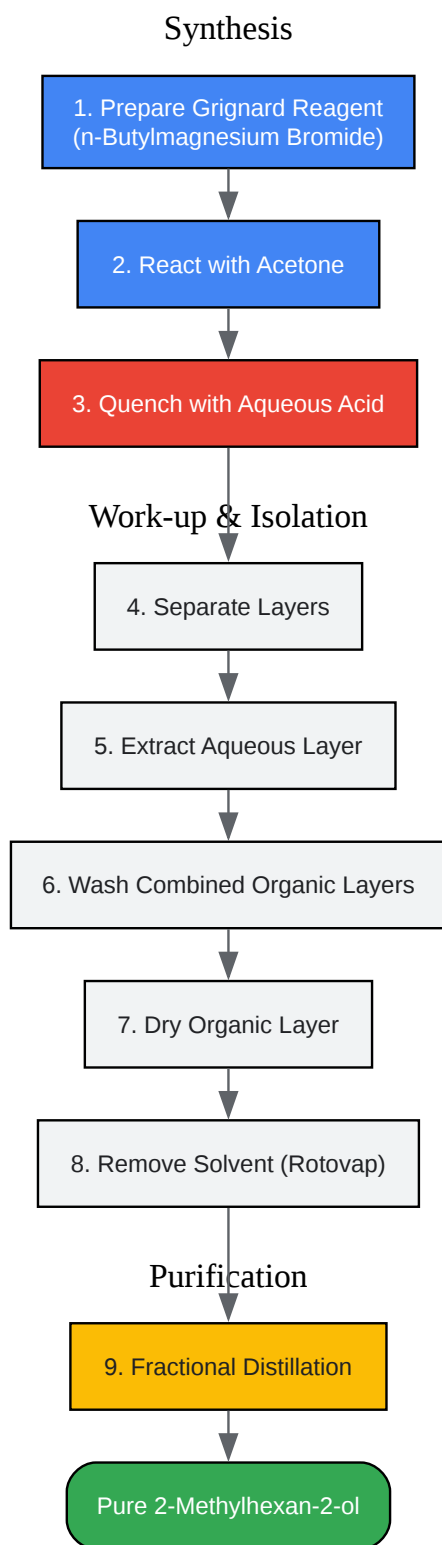 Synthesis
1. Prepare Grignard Reagent
(n-Butylmagnesium Bromide)
2. React with Acetone
3. Quench with Aqueous Acid
Work-up & Isolation
4. Separate Layers
5. Extract Aqueous Layer
6. Wash Combined Organic Layers
7. Dry Organic Layer
8. Remove Solvent (Rotovap)
Purification
9. Fractional Distillation
Pure 2-Methylhexan-2-ol